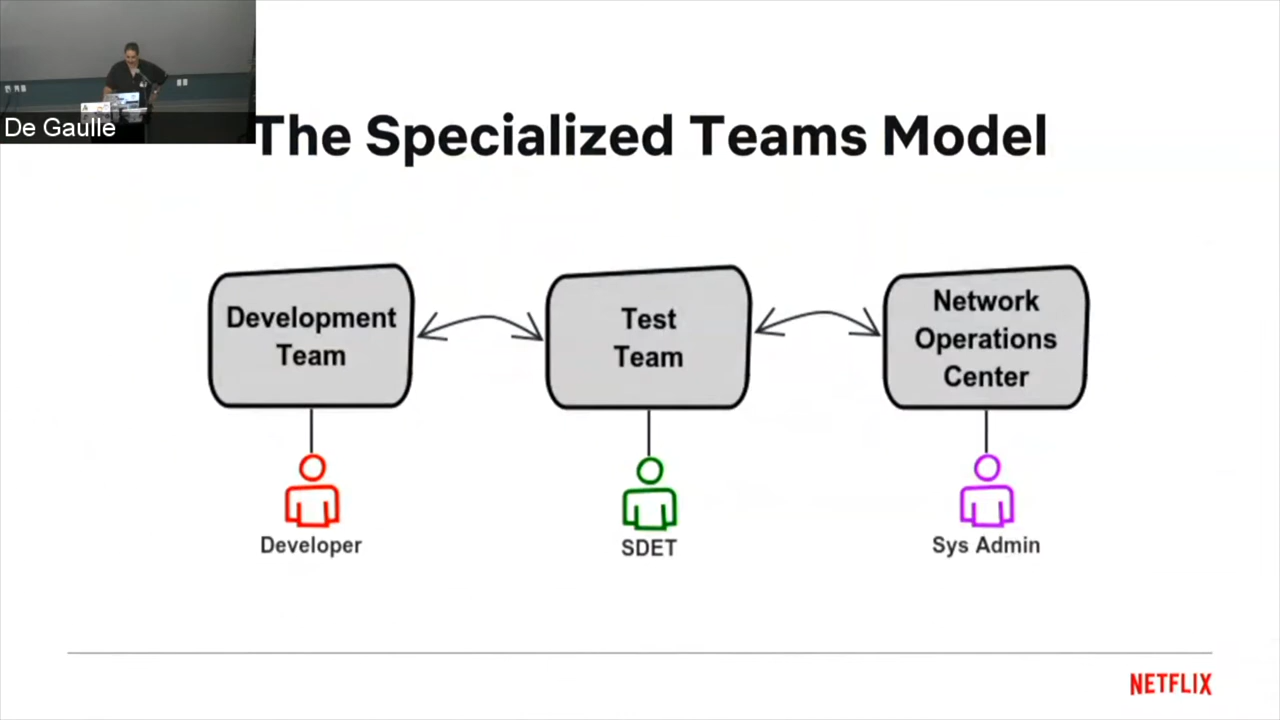 De Gaulle
The Specialized Teams Model
Development
Team
Test
Team
Network
Operations
Center
Developer
SDET
Sys Admin
NETFLIX